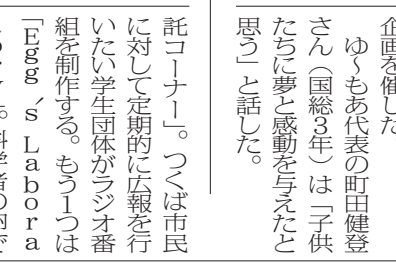 企画を催した
ゆ～もあ代表の町田健登
さん（国総３年）は「子供
たちに夢と感動を与えたと
思う」と話した。
託コーナー」。つくば市民
に対して定期的に広報を行
いたい学生団体がラジオ番
組を制作する。もう１つは
「Ｅｇｇ′ｓ Ｌａｂｏｒａ
」。科学者の